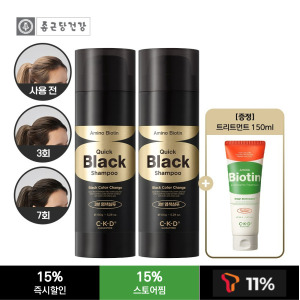 종근당건강
사용 전
3회
7회
Amino Biotin
Quick
Black
Shampoo
Black Color Change
C·K·D
Amino Biotin
Quick
Black
Shampoo
Black Color Change
C·K·D
[증정]
트리트먼트 150ml
+
Biotin
15%
즉시할인
15%
스토어찜
11%